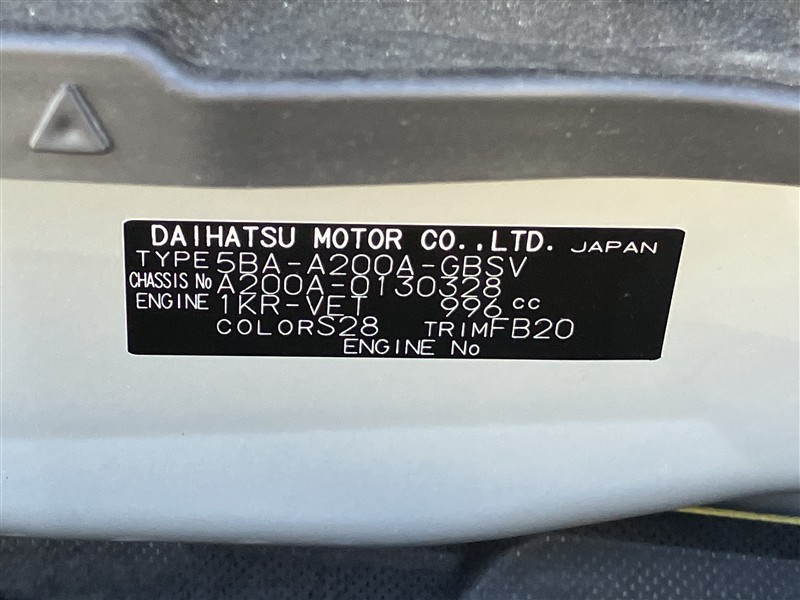 DAIHATSU MOTOR CO.,LTD. JAPAN
TYPE 5BA-A200A-GBSV
CHASSIS No A200A-0130328
ENGINE 1KR-VET 996 cc
COLOR S28 TRIM FB20
ENGINE No